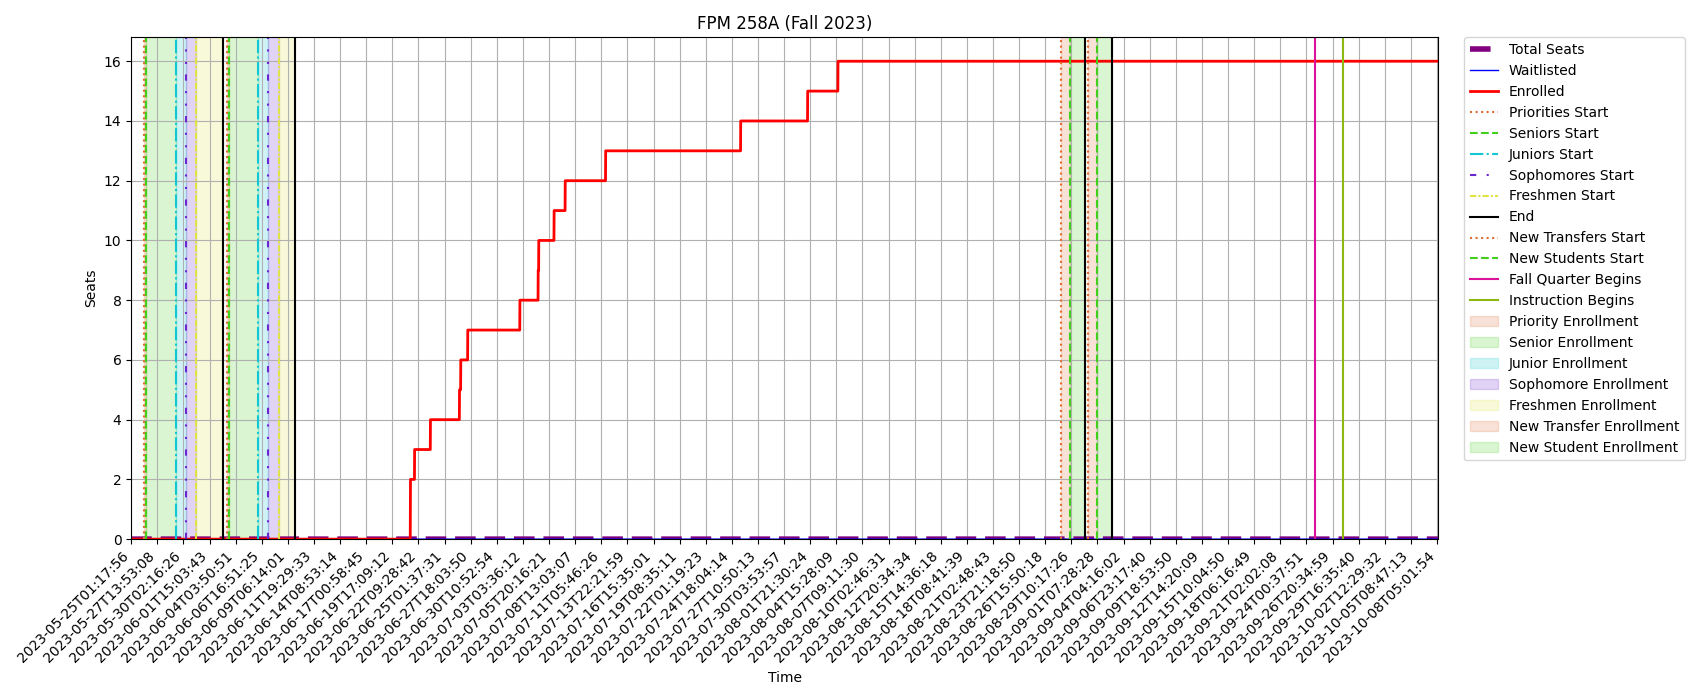 FPM 258A (Fall 2023)
Seats
16
14
12
10
8
6
4
2
0
2023-05-25T01:17:56
2023-05-27T13:53:08
2023-05-30T02:16:26
2023-06-01T15:03:43
2023-06-04T03:50:51
2023-06-06T16:51:25
2023-06-09T06:14:01
2023-06-11T19:29:33
2023-06-14T08:53:14
2023-06-17T00:58:45
2023-06-19T17:09:12
2023-06-22T09:28:42
2023-06-25T01:37:31
2023-06-27T18:03:50
2023-06-30T10:52:54
2023-07-03T03:36:12
2023-07-05T20:16:21
2023-07-08T13:03:07
2023-07-11T05:46:26
2023-07-13T22:21:59
2023-07-16T15:35:01
2023-07-19T08:35:11
2023-07-22T01:19:23
2023-07-24T18:04:14
2023-07-27T10:50:13
2023-07-30T03:53:57
2023-08-01T21:30:24
2023-08-04T15:28:09
2023-08-07T09:11:30
2023-08-10T02:46:31
2023-08-12T20:34:34
2023-08-15T14:36:18
2023-08-18T08:41:39
2023-08-21T02:48:43
2023-08-23T21:18:50
2023-08-26T15:50:18
2023-08-29T10:17:26
2023-09-01T07:28:28
2023-09-04T04:16:02
2023-09-06T23:17:40
2023-09-09T18:53:50
2023-09-12T14:20:09
2023-09-15T10:04:50
2023-09-18T06:16:49
2023-09-21T02:02:08
2023-09-24T00:37:51
2023-09-26T20:34:59
2023-09-29T16:35:40
2023-10-02T12:29:32
2023-10-05T08:47:13
2023-10-08T05:01:54
Time
Total Seats
Waitlisted
Enrolled
Priorities Start
Seniors Start
Juniors Start
Sophomores Start
Freshmen Start
End
New Transfers Start
New Students Start
Fall Quarter Begins
Instruction Begins
Priority Enrollment
Senior Enrollment
Junior Enrollment
Sophomore Enrollment
Freshmen Enrollment
New Transfer Enrollment
New Student Enrollment